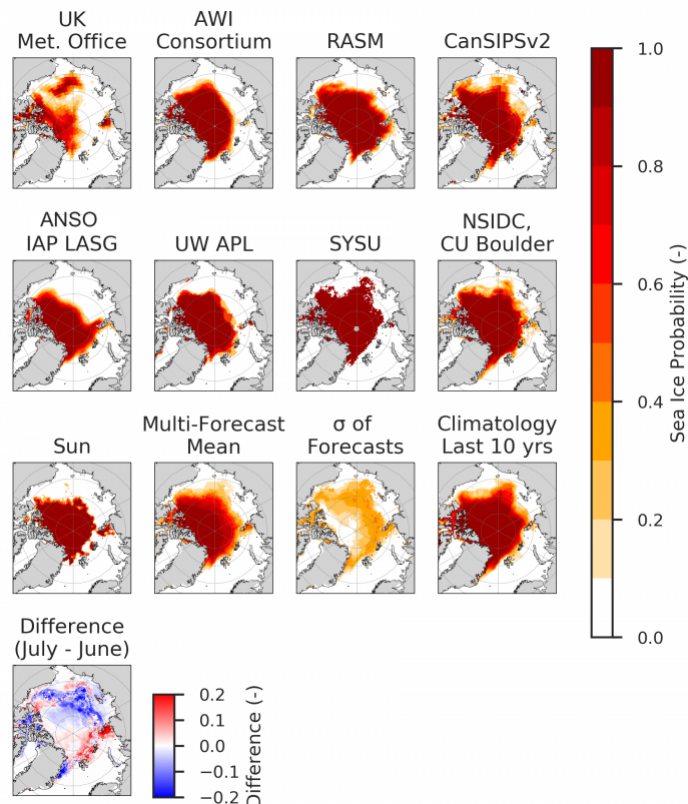 UK
Met. Office
AWI
Consortium
RASM
CanSIPSv2
ANSO
IAP LASG
UW APL
SYSU
NSIDC,
CU Boulder
Sun
Multi-Forecast
Mean
σ of
Forecasts
Climatology
Last 10 yrs
Difference
(July - June)
1.0
0.8
0.6
0.4
0.2
0.0
Sea Ice Probability (-)
0.2
0.1
0.0
−0.1
−0.2
Difference (-)